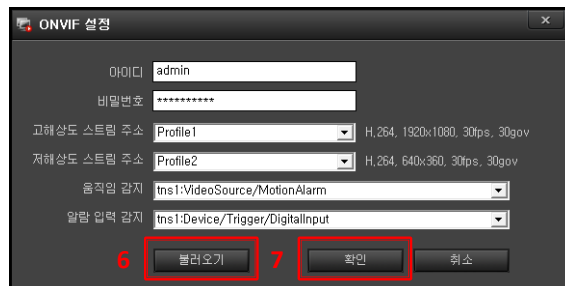 ONVIF 설정
아이디 admin
비밀번호 **********
고해상도 스트림 주소 Profile1 H,264, 1920x1080, 30fps, 30gov
저해상도 스트림 주소 Profile2 H,264, 640x360, 30fps, 30gov
움직임 감지 tns1:VideoSource/MotionAlarm
알람 입력 감지 tns1:Device/Trigger/DigitalInput
6 불러오기 7 확인 취소